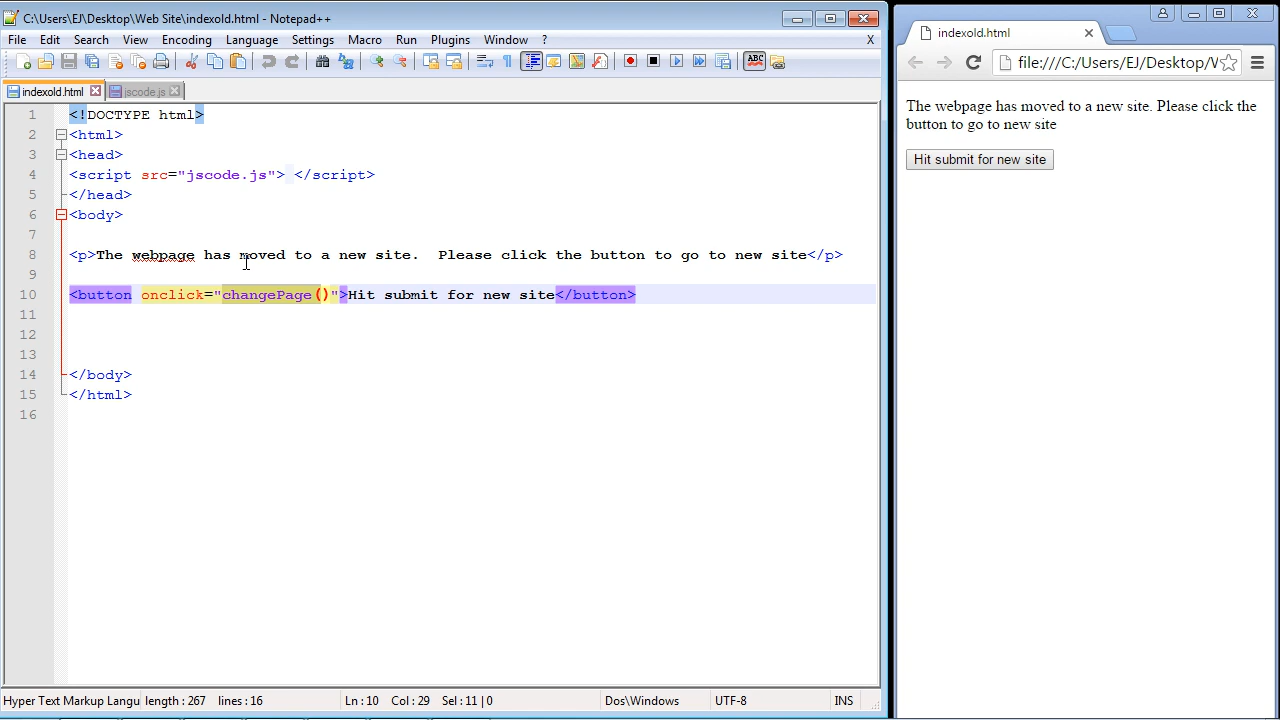 C:\Users\EJ\Desktop\Web Site\indexold.html - Notepad++
File Edit Search View Encoding Language Settings Macro Run Plugins Window ? X
indexold.html jscode.js
1 <!DOCTYPE html>
2 <html>
3 <head>
4 <script src="jscode.js"> </script>
5 </head>
6 <body>
7
8 <p>The webpage has moved to a new site.  Please click the button to go to new site</p>
9
10 <button onclick="changePage()">Hit submit for new site</button>
11
12
13
14 </body>
15 </html>
16
Hyper Text Markup Langu length : 267 lines : 16 Ln : 10 Col : 29 Sel : 11 | 0 Dos\Windows UTF-8 INS
indexold.html
file:///C:/Users/EJ/Desktop/V
The webpage has moved to a new site. Please click the
button to go to new site
Hit submit for new site